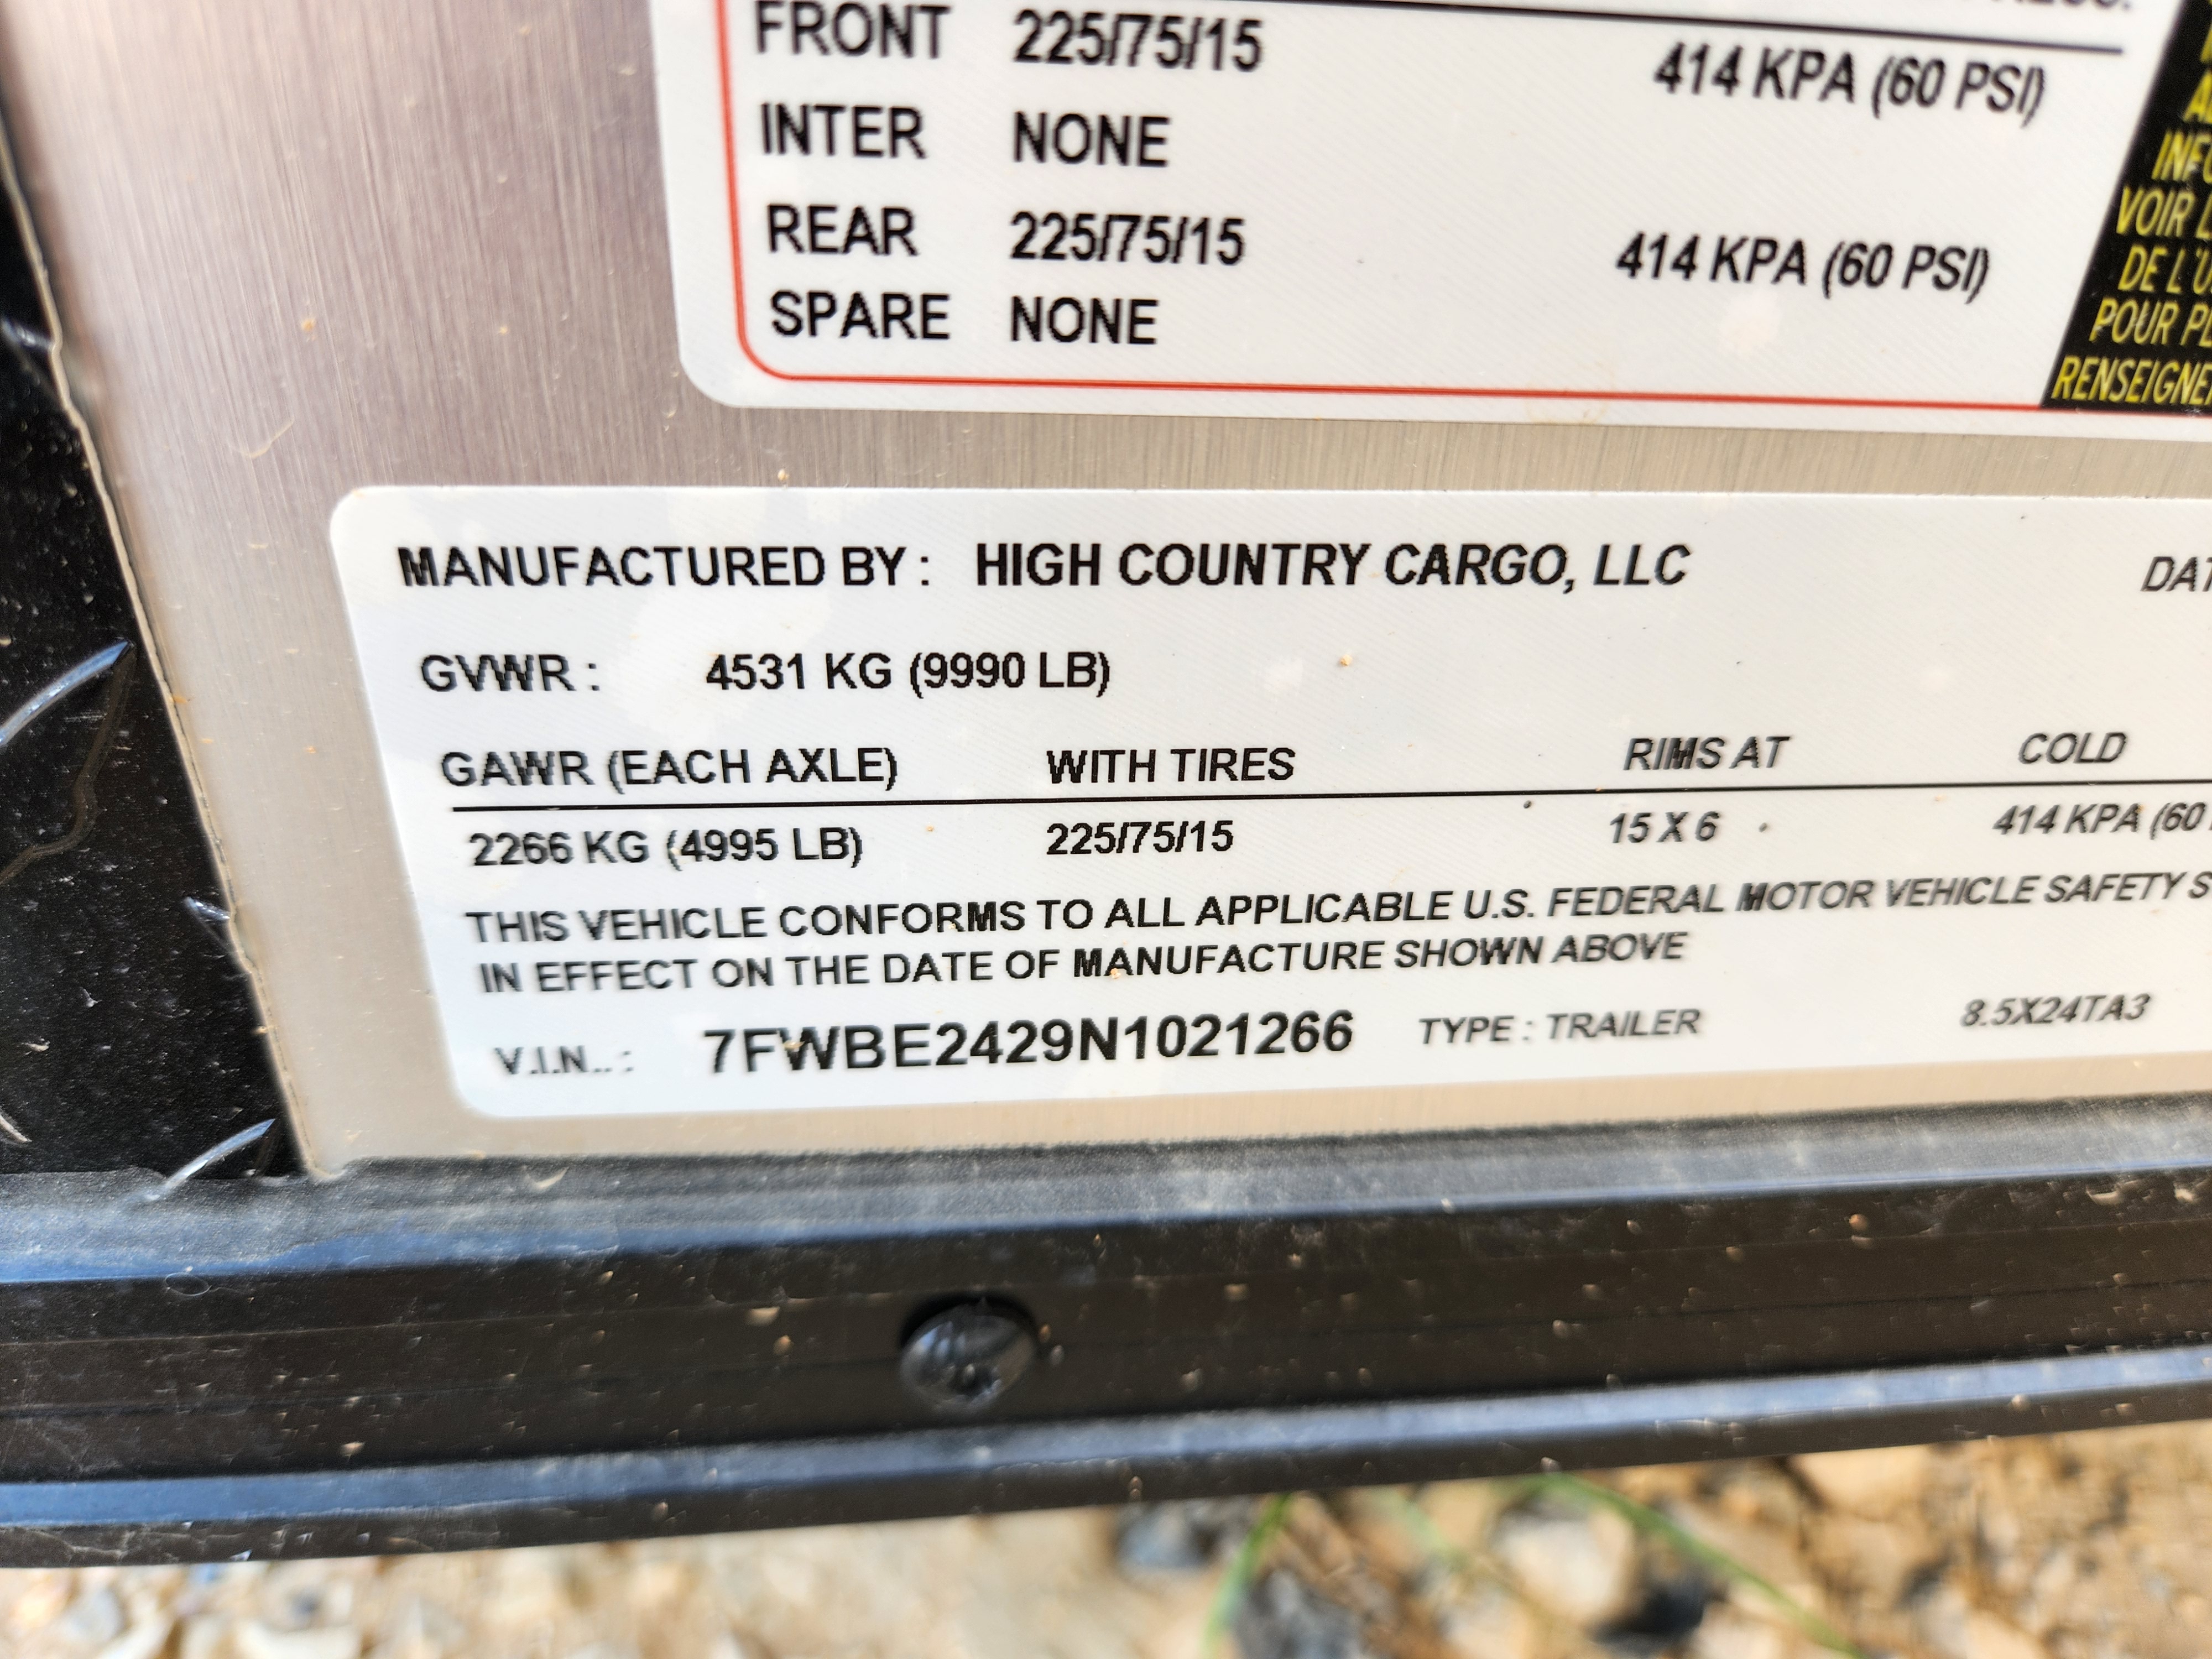 FRONT 225/75/15 414 KPA (60 PSI)
INTER NONE
REAR 225/75/15 414 KPA (60 PSI)
SPARE NONE
VOIR
DE
POUR
MANUFACTURED BY : HIGH COUNTRY CARGO, LLC
GVWR : 4531 KG (9990 LB)
GAWR (EACH AXLE) WITH TIRES RIMS AT COLD
2266 KG (4995 LB) 225/75/15 15 X 6 414 KPA (60
THIS VEHICLE CONFORMS TO ALL APPLICABLE U.S. FEDERAL MOTOR VEHICLE SAFETY
IN EFFECT ON THE DATE OF MANUFACTURE SHOWN ABOVE
V.I.N..: 7FWBE2429N1021266 TYPE : TRAILER 8.5X24TA3